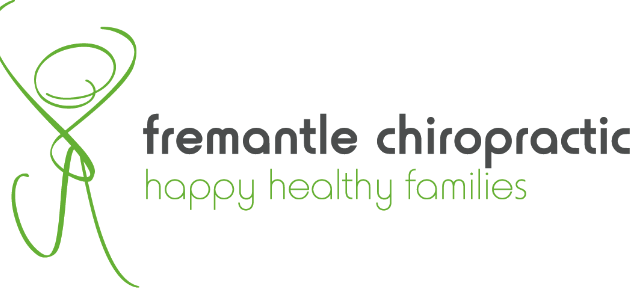 fremantle chiropractic
happy healthy families